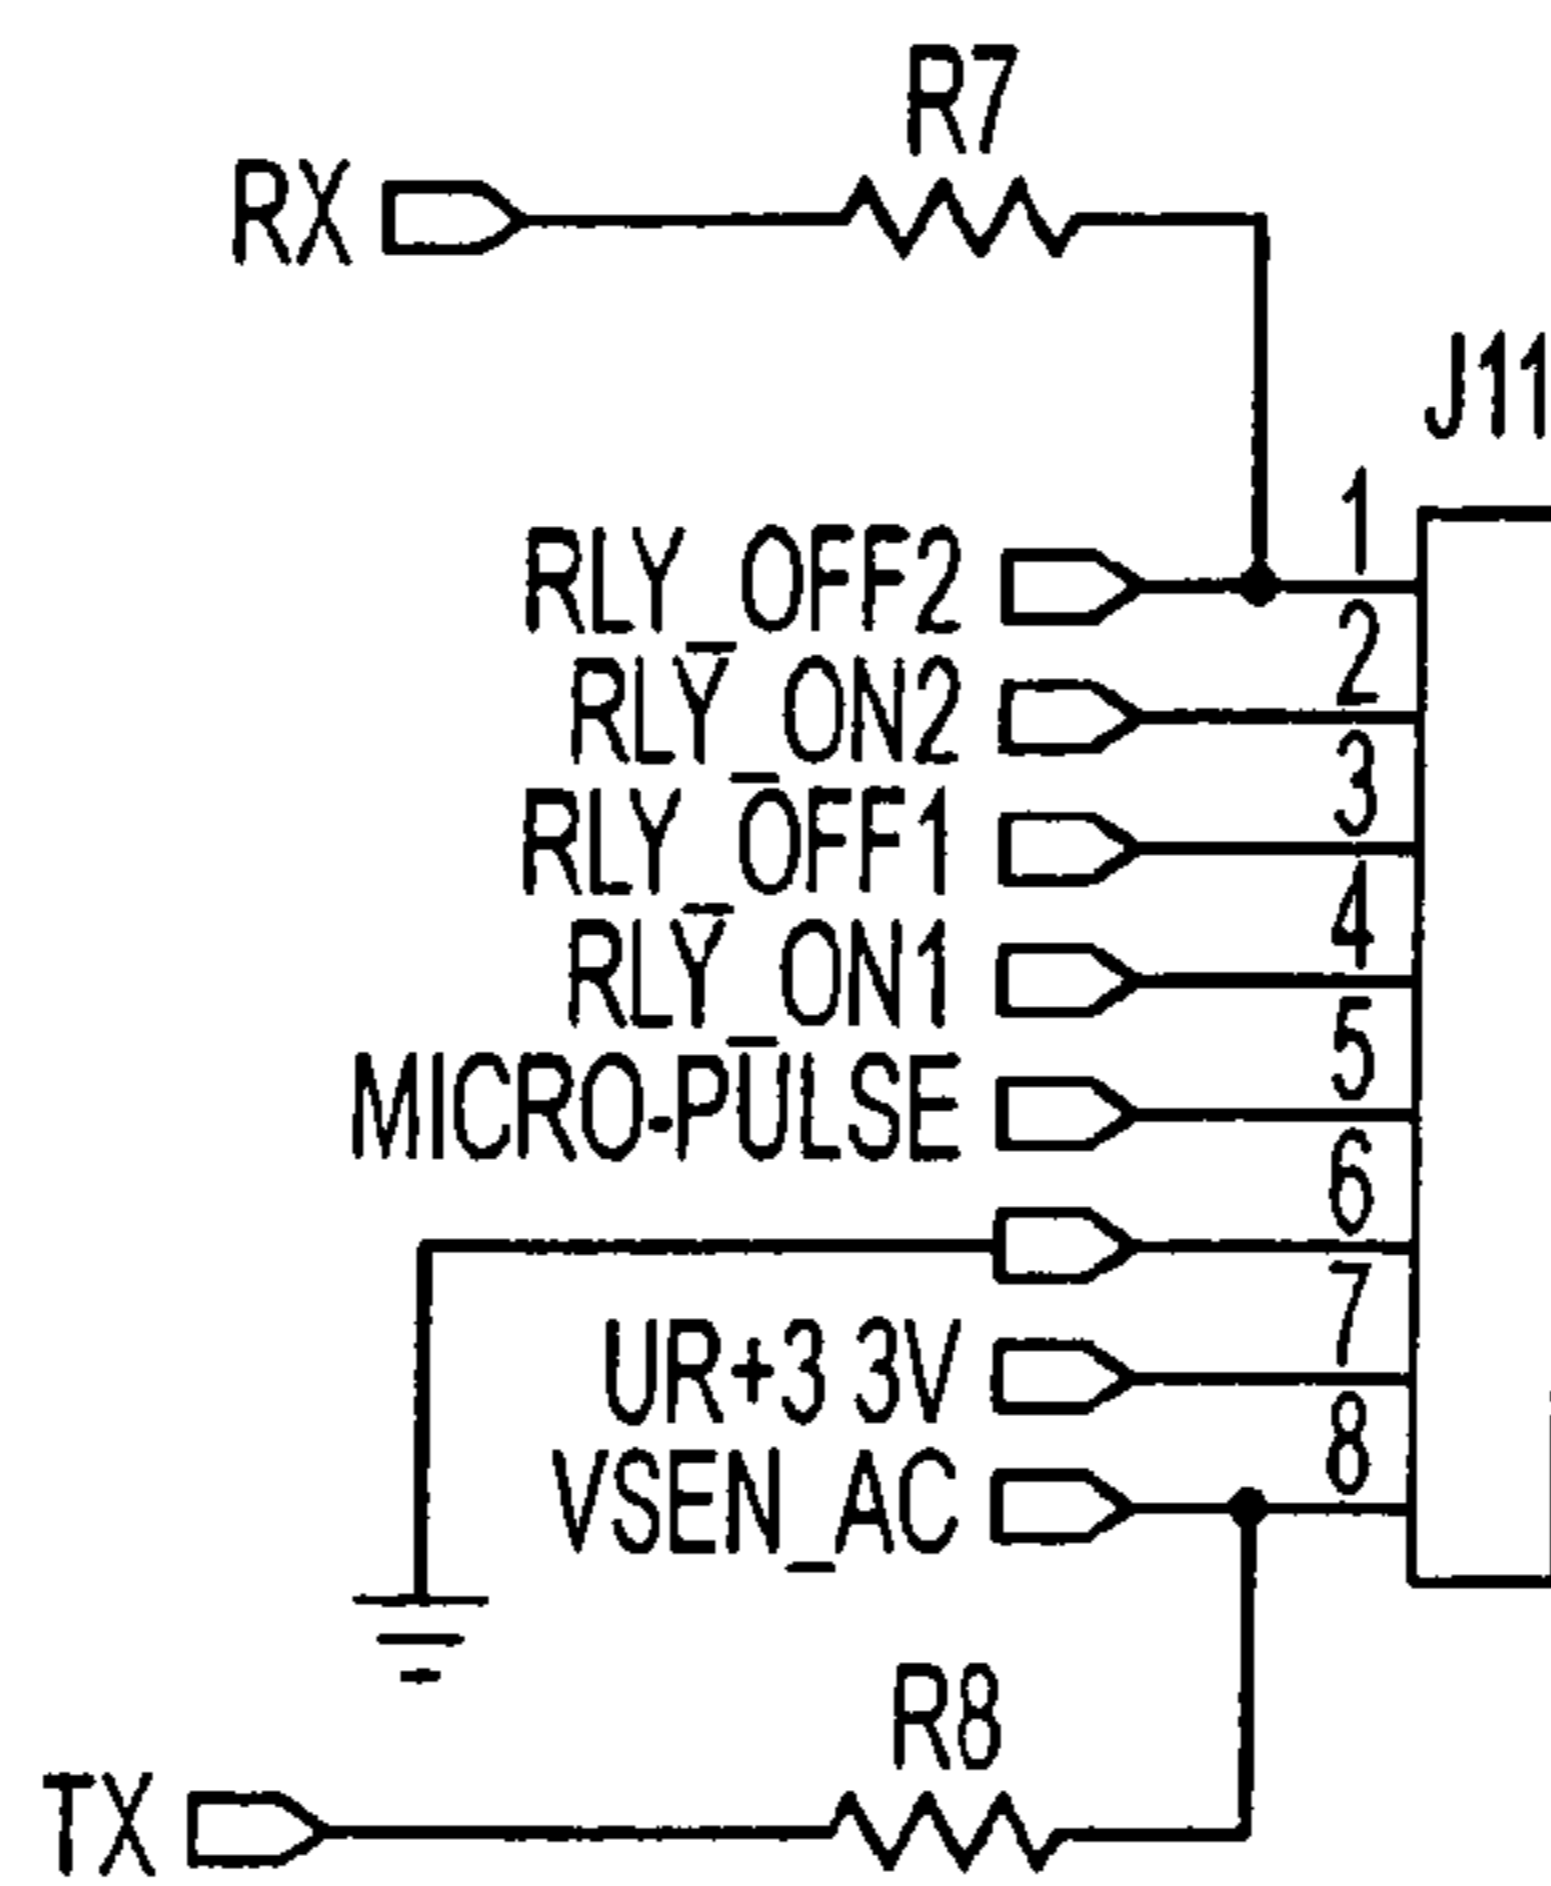 R7
RX
J11
1
RLY_OFF2
2
RLY_ON2
3
RLY_OFF1
4
RLY_ON1
5
MICRO-PULSE
6
7
UR+3 3V
8
VSEN_AC
R8
TX